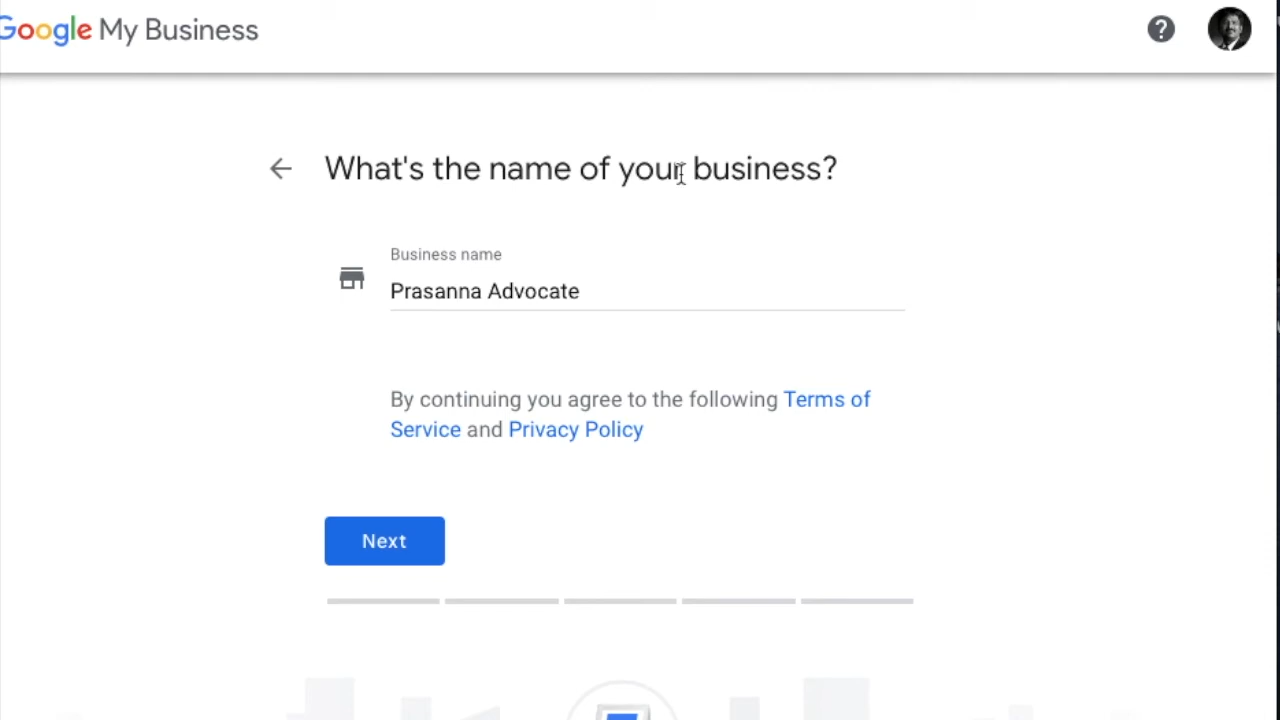 Google My Business
What's the name of your business?
Business name
Prasanna Advocate
By continuing you agree to the following Terms of
Service and Privacy Policy
Next